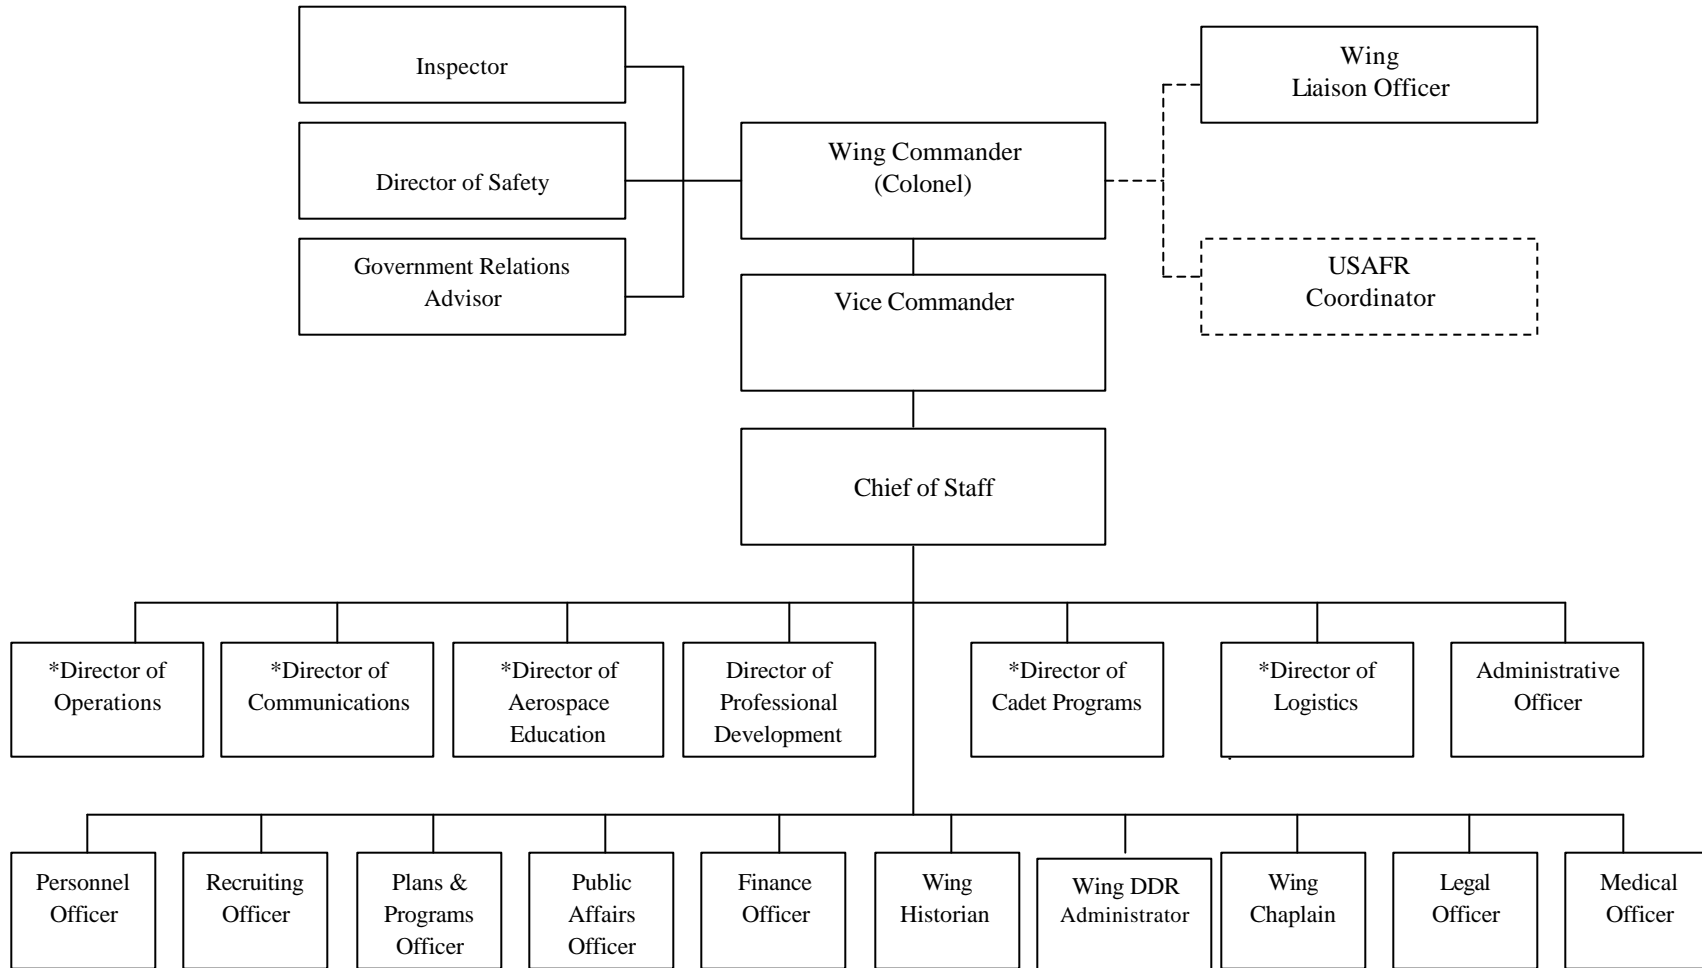 Inspector
Director of Safety
Government Relations
Advisor
Wing Commander
(Colonel)
Wing
Liaison Officer
USAFR
Coordinator
Vice Commander
Chief of Staff
*Director of
Operations
*Director of
Communications
*Director of
Aerospace
Education
Director of
Professional
Development
*Director of
Cadet Programs
*Director of
Logistics
Administrative
Officer
Personnel
Officer
Recruiting
Officer
Plans &
Programs
Officer
Public
Affairs
Officer
Finance
Officer
Wing
Historian
Wing DDR
Administrator
Wing
Chaplain
Legal
Officer
Medical
Officer